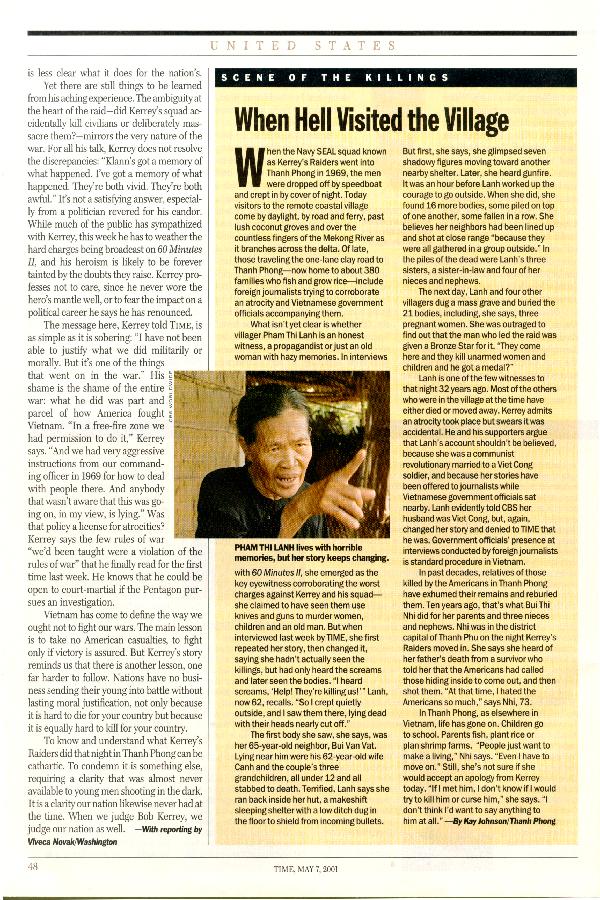 UNITED STATES
is less clear what it does for the nation's.
Yet there are still things to be learned
from his aching experience. The ambiguity at
the heart of the raid—did Kerrey's squad ac-
cidentally kill civilians or deliberately mas-
sacre them?—mirrors the very nature of the
war. For all his talk, Kerrey does not resolve
the discrepancies: "Klann's got a memory of
what happened. I've got a memory of what
happened. They're both vivid. They're both
awful." It's not a satisfying answer, especial-
ly from a politician revered for his candor.
While much of the public has sympathized
with Kerrey, this week he has to weather the
hard charges being broadcast on 60 Minutes
II, and his heroism is likely to be forever
tainted by the doubts they raise. Kerrey pro-
fesses not to care, since he never wore the
hero's mantle well, or to fear the impact on a
political career he says he has renounced.
The message here, Kerrey told TIME, is
as simple as it is sobering: "I have not been
able to justify what we did militarily or
morally. But it's one of the things
that went on in the war." His
shame is the shame of the entire
war: what he did was part and
parcel of how America fought
Vietnam. "In a free-fire zone we
had permission to do it," Kerrey
says. "And we had very aggressive
instructions from our command-
ing officer in 1969 for how to deal
with people there. And anybody
that wasn't aware that this was go-
ing on, in my view, is lying." Was
that policy a license for atrocities?
Kerrey says the few rules of war
"we'd been taught were a violation of the
rules of war" that he finally read for the first
time last week. He knows that he could be
open to court-martial if the Pentagon pur-
sues an investigation.
Vietnam has come to define the way we
ought not to fight our wars. The main lesson
is to take no American casualties, to fight
only if victory is assured. But Kerrey's story
reminds us that there is another lesson, one
far harder to follow. Nations have no busi-
ness sending their young into battle without
lasting moral justification, not only because
it is hard to die for your country but because
it is equally hard to kill for your country.
To know and understand what Kerrey's
Raiders did that night in Thanh Phong can be
cathartic. To condemn it is something else,
requiring a clarity that was almost never
available to young men shooting in the dark.
It is a clarity our nation likewise never had at
the time. When we judge Bob Kerrey, we
judge our nation as well. —With reporting by
Viveca Novak/Washington
SCENE OF THE KILLINGS
When Hell Visited the Village
When the Navy SEAL squad known
as Kerrey's Raiders went into
Thanh Phong in 1969, the men
were dropped off by speedboat
and crept in by cover of night. Today
visitors to the remote coastal village
come by daylight, by road and ferry, past
lush coconut groves and over the
countless fingers of the Mekong River as
it branches across the delta. Of late,
those traveling the one-lane clay road to
Thanh Phong—now home to about 380
families who fish and grow rice—include
foreign journalists trying to corroborate
an atrocity and Vietnamese government
officials accompanying them.
What isn't yet clear is whether
villager Pham Thi Lanh is an honest
witness, a propagandist or just an old
woman with hazy memories. In interviews
CBS WORLDWIDE
PHAM THI LANH lives with horrible
memories, but her story keeps changing.
with 60 Minutes II, she emerged as the
key eyewitness corroborating the worst
charges against Kerrey and his squad—
she claimed to have seen them use
knives and guns to murder women,
children and an old man. But when
interviewed last week by TIME, she first
repeated her story, then changed it,
saying she hadn't actually seen the
killings, but had only heard the screams
and later seen the bodies. "I heard
screams, 'Help! They're killing us!'" Lanh,
now 62, recalls. "So I crept quietly
outside, and I saw them there, lying dead
with their heads nearly cut off."
The first body she saw, she says, was
her 65-year-old neighbor, Bui Van Vat.
Lying near him were his 62-year-old wife
Canh and the couple's three
grandchildren, all under 12 and all
stabbed to death. Terrified, Lanh says she
ran back inside her hut, a makeshift
sleeping shelter with a low ditch dug in
the floor to shield from incoming bullets.
But first, she says, she glimpsed seven
shadowy figures moving toward another
nearby shelter. Later, she heard gunfire.
It was an hour before Lanh worked up the
courage to go outside. When she did, she
found 16 more bodies, some piled on top
of one another, some fallen in a row. She
believes her neighbors had been lined up
and shot at close range "because they
were all gathered in a group outside." In
the piles of the dead were Lanh's three
sisters, a sister-in-law and four of her
nieces and nephews.
The next day, Lanh and four other
villagers dug a mass grave and buried the
21 bodies, including, she says, three
pregnant women. She was outraged to
find out that the man who led the raid was
given a Bronze Star for it. "They come
here and they kill unarmed women and
children and he got a medal?"
Lanh is one of the few witnesses to
that night 32 years ago. Most of the others
who were in the village at the time have
either died or moved away. Kerrey admits
an atrocity took place but swears it was
accidental. He and his supporters argue
that Lanh's account shouldn't be believed,
because she was a communist
revolutionary married to a Viet Cong
soldier, and because her stories have
been offered to journalists while
Vietnamese government officials sat
nearby. Lanh evidently told CBS her
husband was Viet Cong, but, again,
changed her story and denied to TIME that
he was. Government officials' presence at
interviews conducted by foreign journalists
is standard procedure in Vietnam.
In past decades, relatives of those
killed by the Americans in Thanh Phong
have exhumed their remains and reburied
them. Ten years ago, that's what Bui Thi
Nhi did for her parents and three nieces
and nephews. Nhi was in the district
capital of Thanh Phu on the night Kerrey's
Raiders moved in. She says she heard of
her father's death from a survivor who
told her that the Americans had called
those hiding inside to come out, and then
shot them. "At that time, I hated the
Americans so much," says Nhi, 73.
In Thanh Phong, as elsewhere in
Vietnam, life has gone on. Children go
to school. Parents fish, plant rice or
plan shrimp farms. "People just want to
make a living," Nhi says. "Even I have to
move on." Still, she's not sure if she
would accept an apology from Kerrey
today. "If I met him, I don't know if I would
try to kill him or curse him," she says. "I
don't think I'd want to say anything to
him at all." —By Kay Johnson/Thanh Phong
48
TIME, MAY 7, 2001